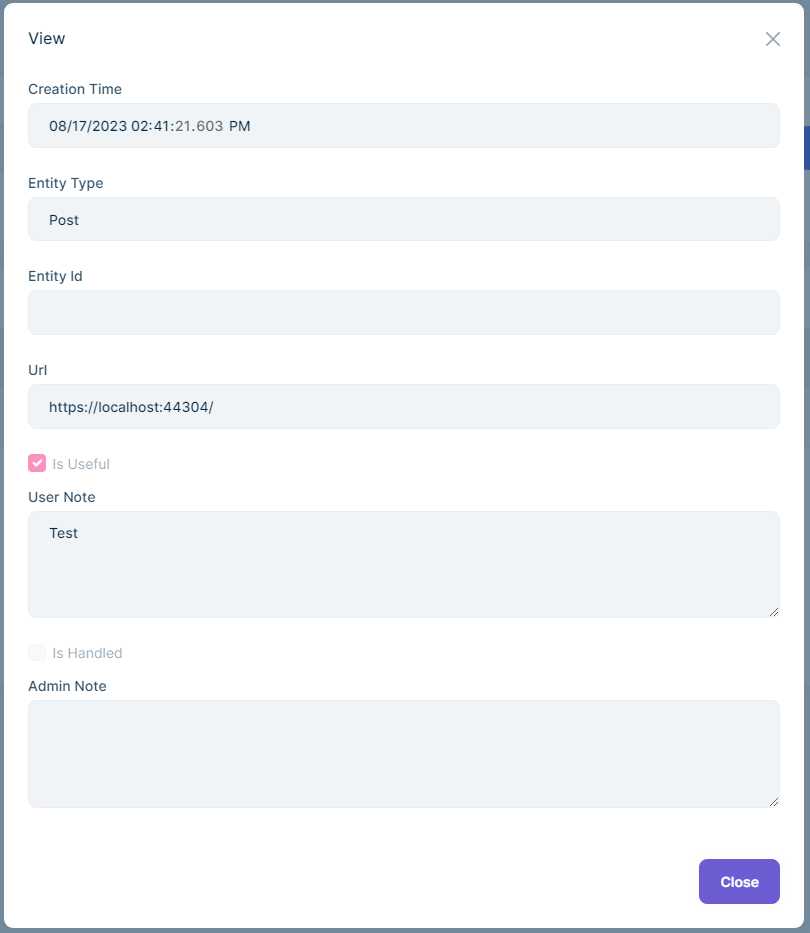 View
Creation Time
08/17/2023 02:41:21.603 PM
Entity Type
Post
Entity Id
Url
https://localhost:44304/
Is Useful
User Note
Test
Is Handled
Admin Note
Close